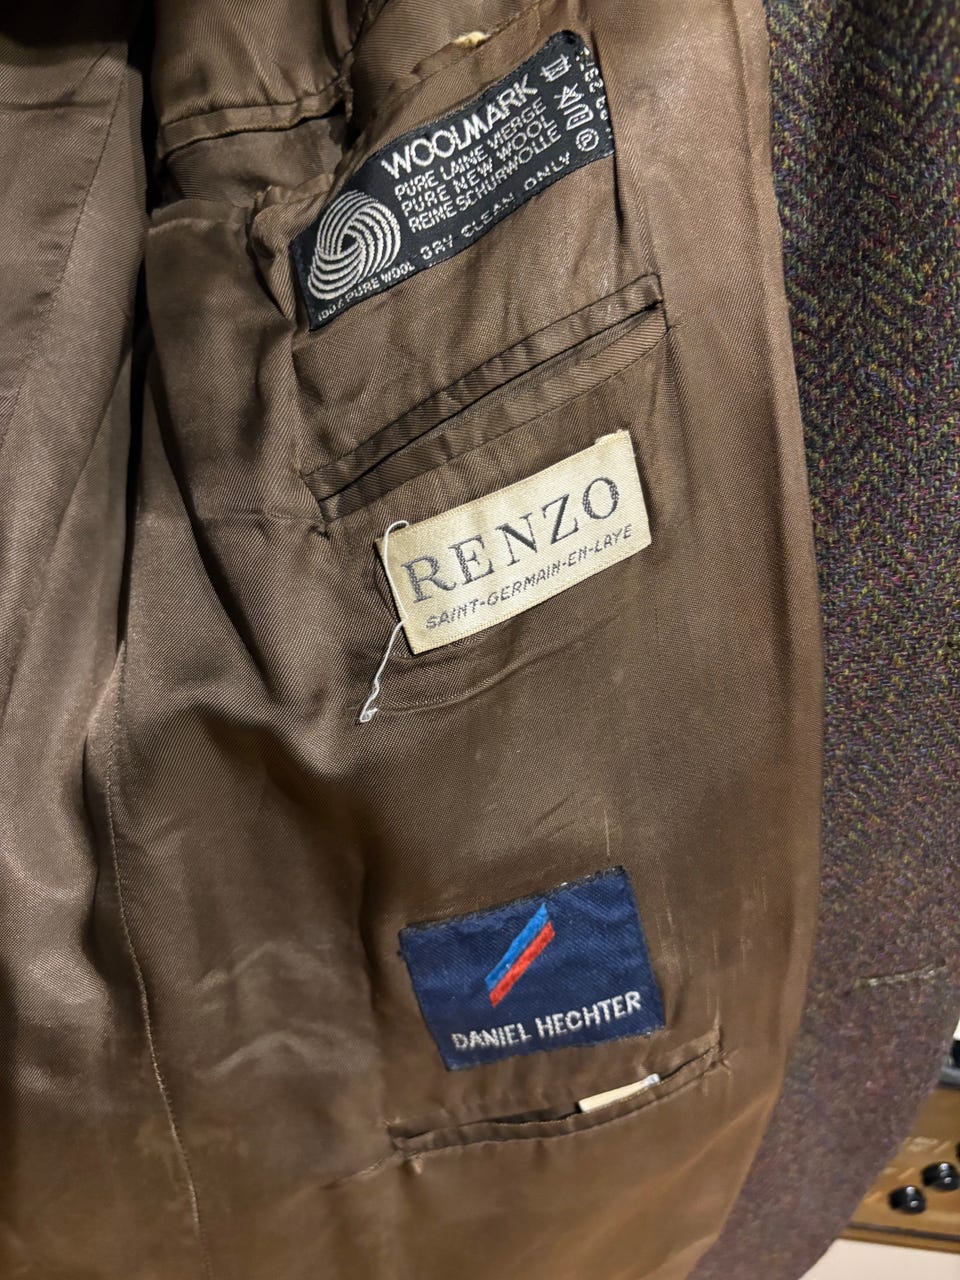 WOOLMARK
PURE LAINE VIERGE
PURE NEW WOOL
REINE SCHURWOLLE
DRY CLEAN ONLY
100% PURE WOOL
RENZO
SAINT-GERMAIN-EN-LAYE
DANIEL HECHTER